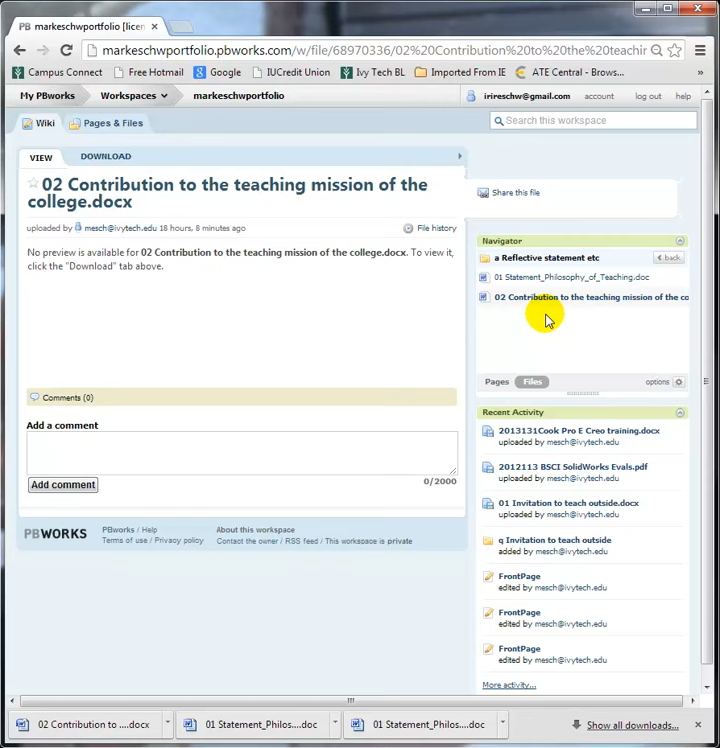 PB markeschwportfolio [licen
markeschwportfolio.pbworks.com/w/file/68970336/02%20Contribution%20to%20the%20teachir
Campus Connect Free Hotmail Google IUCredit Union Ivy Tech BL Imported From IE ATE Central - Brows... »
My PBworks Workspaces markeschwportfolio irireschw@gmail.com account log out help
Wiki Pages & Files Search this workspace
VIEW DOWNLOAD
02 Contribution to the teaching mission of the
college.docx
uploaded by mesch@ivytech.edu 18 hours, 8 minutes ago File history
No preview is available for 02 Contribution to the teaching mission of the college.docx. To view it,
click the "Download" tab above.
Comments (0)
Add a comment
Add comment 0/2000
PBWORKS PBworks / Help About this workspace
Terms of use / Privacy policy Contact the owner / RSS feed / This workspace is private
Share this file
Navigator
a Reflective statement etc back
01 Statement_Philosophy_of_Teaching.doc
02 Contribution to the teaching mission of the co
Pages Files options
Recent Activity
2013131Cook Pro E Creo training.docx
uploaded by mesch@ivytech.edu
2012113 BSCI SolidWorks Evals.pdf
uploaded by mesch@ivytech.edu
01 Invitation to teach outside.docx
uploaded by mesch@ivytech.edu
q Invitation to teach outside
added by mesch@ivytech.edu
FrontPage
edited by mesch@ivytech.edu
FrontPage
edited by mesch@ivytech.edu
FrontPage
edited by mesch@ivytech.edu
More activity...
02 Contribution to ....docx 01 Statement_Philos....doc 01 Statement_Philos....doc Show all downloads...